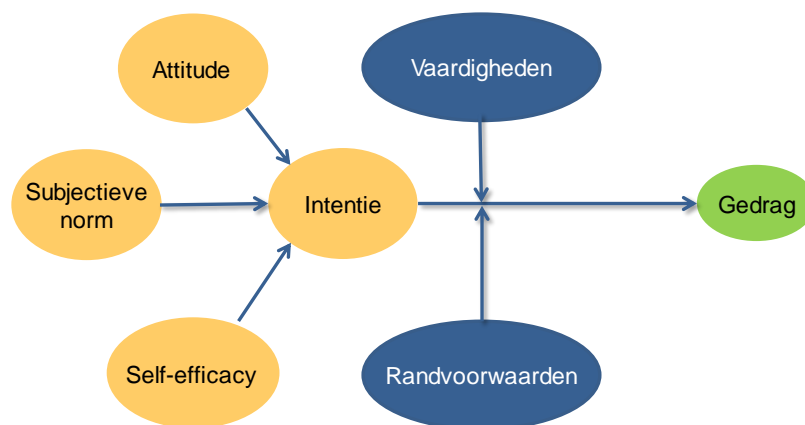 Attitude
Vaardigheden
Subjectieve
norm
Intentie
Gedrag
Self-efficacy
Randvoorwaarden